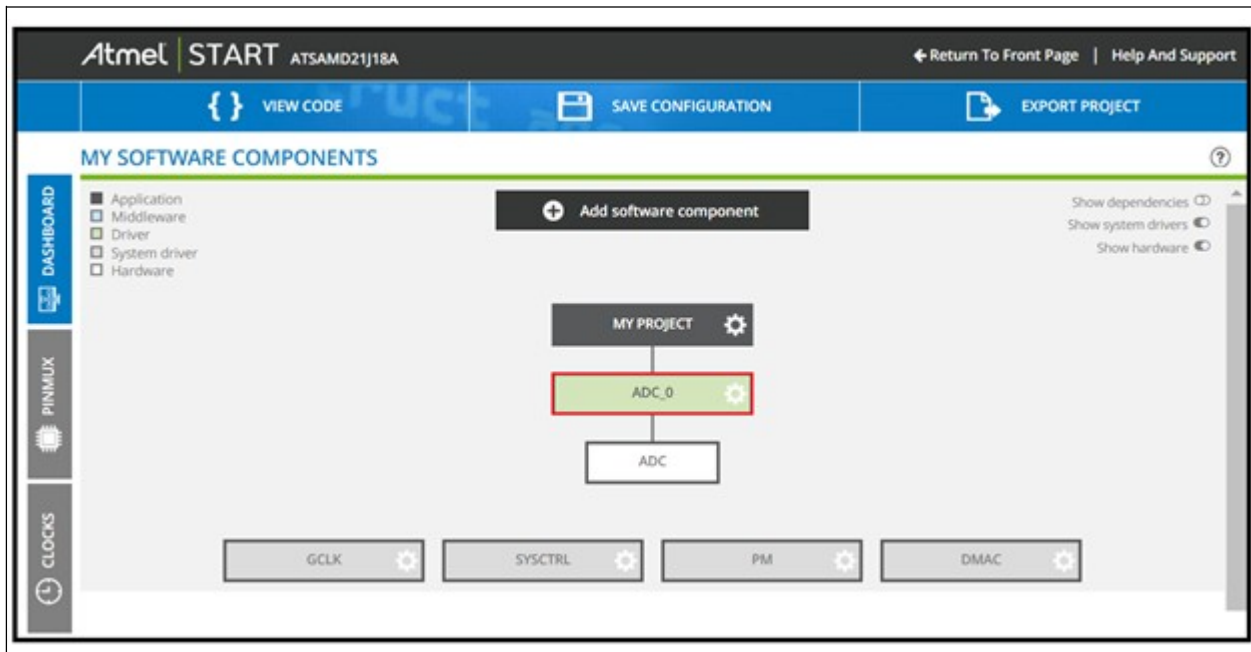 Atmel START ATSAMD21J18A
Return To Front Page | Help And Support
{ } VIEW CODE
SAVE CONFIGURATION
EXPORT PROJECT
MY SOFTWARE COMPONENTS
?
DASHBOARD
PINMUX
CLOCKS
Application
Middleware
Driver
System driver
Hardware
Add software component
Show dependencies
Show system drivers
Show hardware
MY PROJECT
ADC_0
ADC
GCLK
SYSCTRL
PM
DMAC